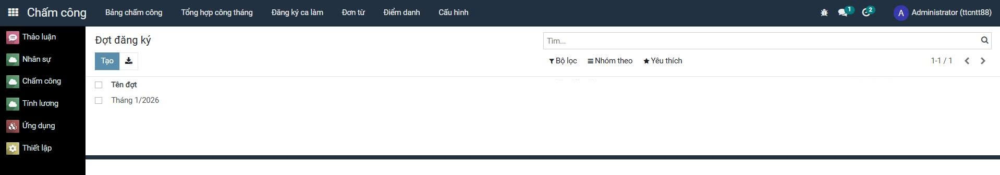 Chấm công Bảng chấm công Tổng hợp công tháng Đăng ký ca làm Đơn từ Điểm danh Cấu hình 1 2 A Administrator (ttcntt88)
Thảo luận
Nhân sự
Chấm công
Tính lương
Ứng dụng
Thiết lập
Đợt đăng ký
Tìm...
Tạo
Bộ lọc Nhóm theo Yêu thích 1-1 / 1
Tên đợt
Tháng 1/2026